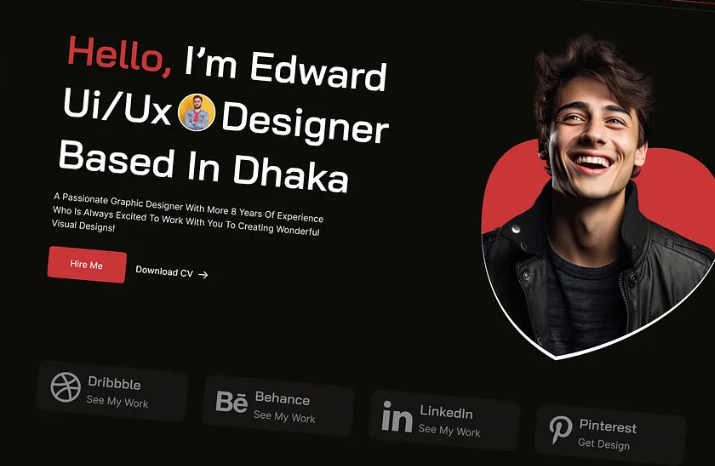 Hello, I’m Edward
Ui/Ux Designer
Based In Dhaka
A Passionate Graphic Designer With More 8 Years Of Experience
Who Is Always Excited To Work With You To Creating Wonderful
Visual Designs!
Hire Me
Download CV →
Dribbble
See My Work
Bē
Behance
See My Work
in
LinkedIn
See My Work
Pinterest
Get Design